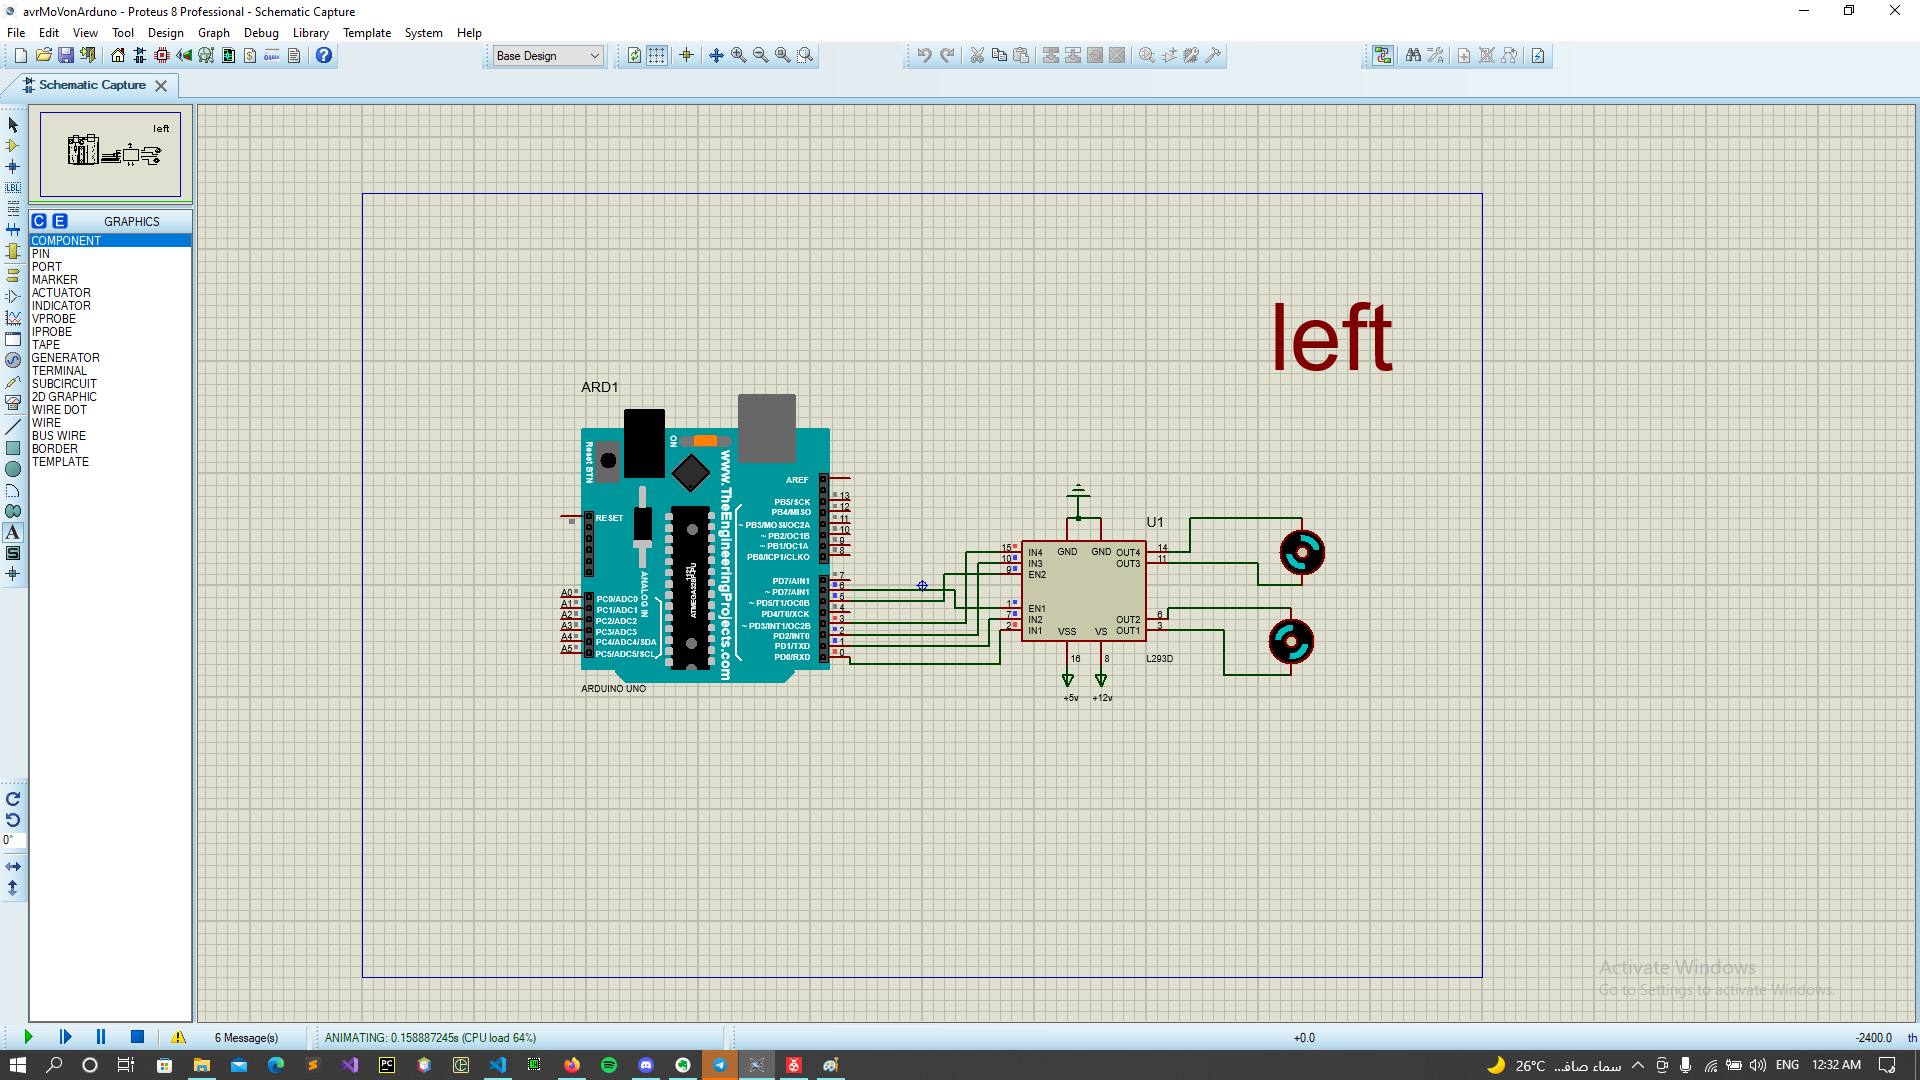 avrMoVonArduno - Proteus 8 Professional - Schematic Capture
File Edit View Tool Design Graph Debug Library Template System Help
Base Design
Schematic Capture
left
C E GRAPHICS
COMPONENT
PIN
PORT
MARKER
ACTUATOR
INDICATOR
VPROBE
IPROBE
TAPE
GENERATOR
TERMINAL
SUBCIRCUIT
2D GRAPHIC
WIRE DOT
WIRE
BUS WIRE
BORDER
TEMPLATE
LBL
A
S
0°
left
ARD1
Reset BTN
ON
www.TheEngineeringProjects.com
RESET
ANALOG IN
ATMEGA328P-PU
AREF
PB5/SCK 13
PB4/MISO 12
~ PB3/MOSI/OC2A 11
~ PB2/OC1B 10
~ PB1/OC1A 9
PB0/ICP1/CLKO 8
PD7/AIN1 7
~ PD7/AIN1 6
~ PD5/T1/OC0B 5
PD4/T0/XCK 4
~ PD3/INT1/OC2B 3
PD2/INT0 2
PD1/TXD 1
PD0/RXD 0
A0 PC0/ADC0
A1 PC1/ADC1
A2 PC2/ADC2
A3 PC3/ADC3
A4 PC4/ADC4/SDA
A5 PC5/ADC5/SCL
ARDUINO UNO
U1
15 IN4 GND GND OUT4 14
10 IN3 OUT3 11
9 EN2
1 EN1
7 IN2 OUT2 6
2 IN1 VSS VS OUT1 3
16 8 L293D
+5v +12v
Activate Windows
Go to Settings to activate Windows.
6 Message(s)
ANIMATING: 0.158887245s (CPU load 64%)
+0.0
-2400.0 th
PC
26°C سماء صافـ...
ENG
12:32 AM